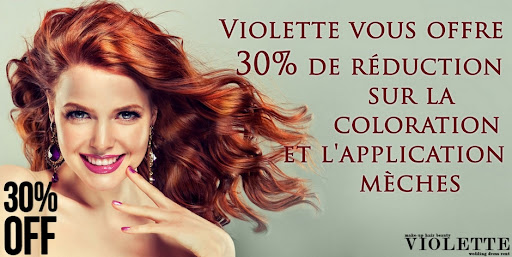 Violette vous offre
30% de réduction
sur la
coloration
et l'application
mèches
30%
OFF
make-up hair beauty
VIOLETTE
wedding dress rent